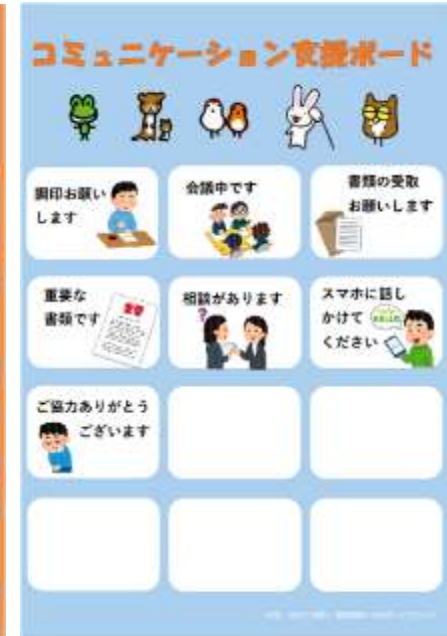 コミュニケーション支援ボード
調印お願い
します
会議中です
書類の受取
お願いします
重要な
書類です
相談があります
スマホに話し
かけて
ください
ご協力ありがとう
ございます